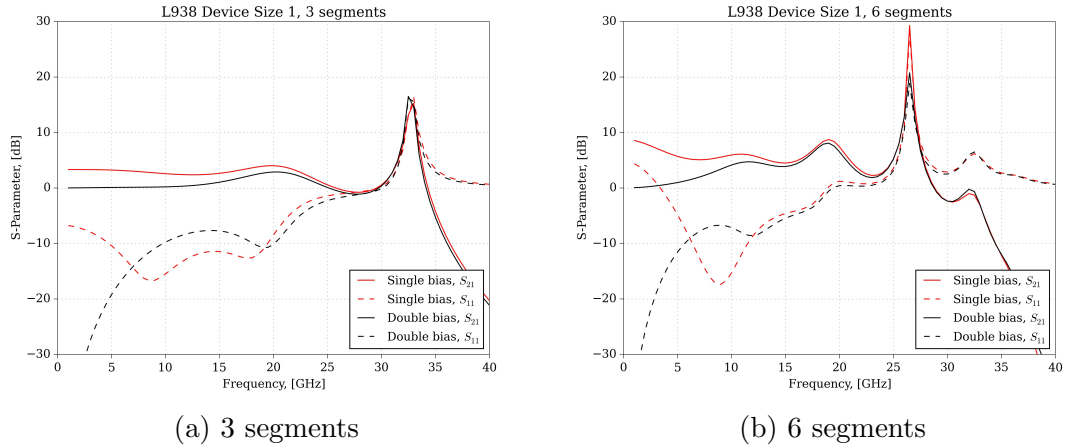 L938 Device Size 1, 3 segments
30
20
10
0
−10
−20
−30
S-Parameter, [dB]
0 5 10 15 20 25 30 35 40
Frequency, [GHz]
Single bias, S21
Single bias, S11
Double bias, S21
Double bias, S11
(a) 3 segments
L938 Device Size 1, 6 segments
30
20
10
0
−10
−20
−30
S-Parameter, [dB]
0 5 10 15 20 25 30 35 40
Frequency, [GHz]
Single bias, S21
Single bias, S11
Double bias, S21
Double bias, S11
(b) 6 segments